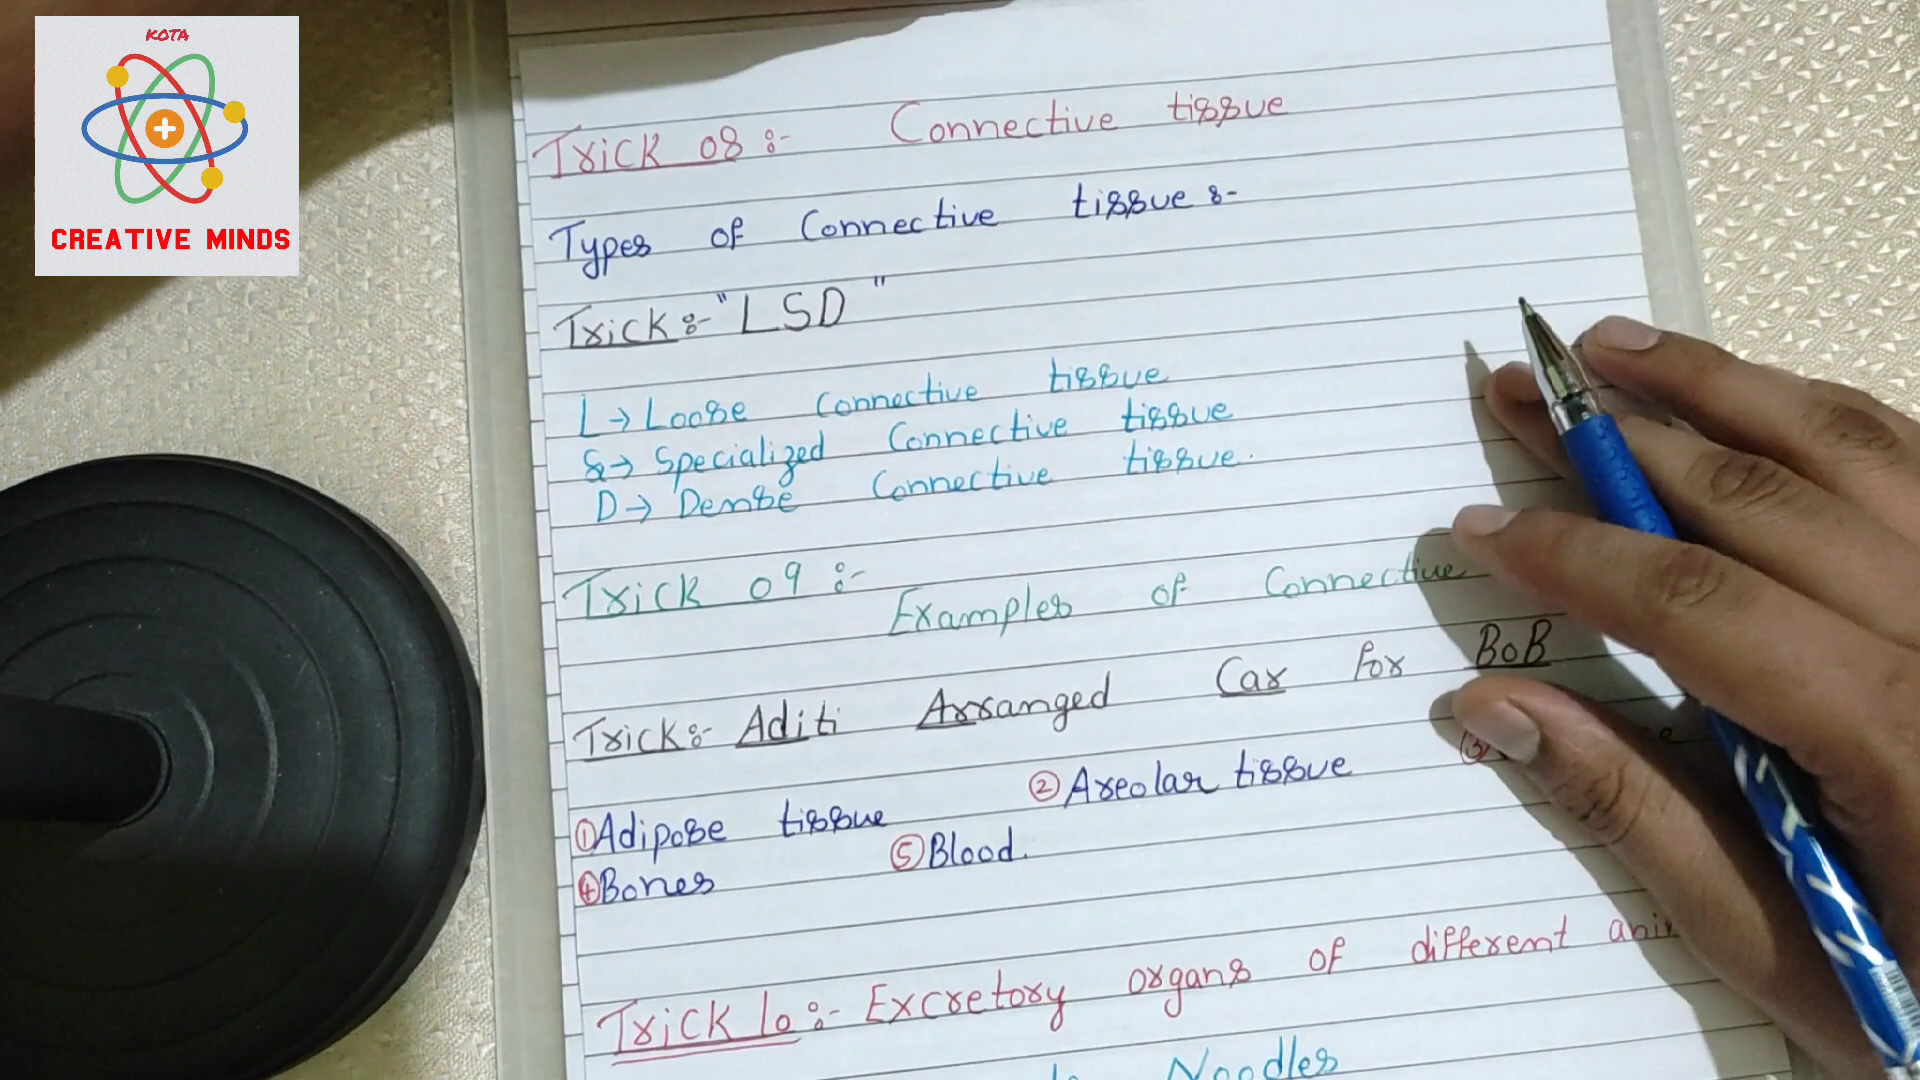 KOTA
CREATIVE MINDS
Trick 08:- Connective tissue
Types of Connective tissue:-
Trick:- "LSD"
L→ Loose Connective tissue
S→ Specialized Connective tissue
D→ Dense Connective tissue.
Trick 09:-
Examples of Connective
Trick:- Aditi Arranged Car for BoB
① Adipose tissue ② Areolar tissue ③
④ Bones ⑤ Blood.
Trick 10:- Excretory organs of different
Noodles